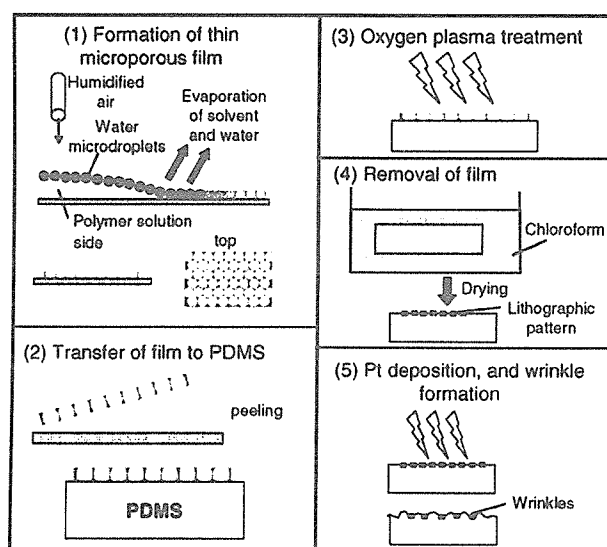 (1) Formation of thin
microporous film
Humidified
air
Evaporation
of solvent
and water
Water
microdroplets
Polymer solution
side
top
(2) Transfer of film to PDMS
peeling
PDMS
(3) Oxygen plasma treatment
(4) Removal of film
Chloroform
Drying
Lithographic
pattern
(5) Pt deposition, and wrinkle
formation
Wrinkles